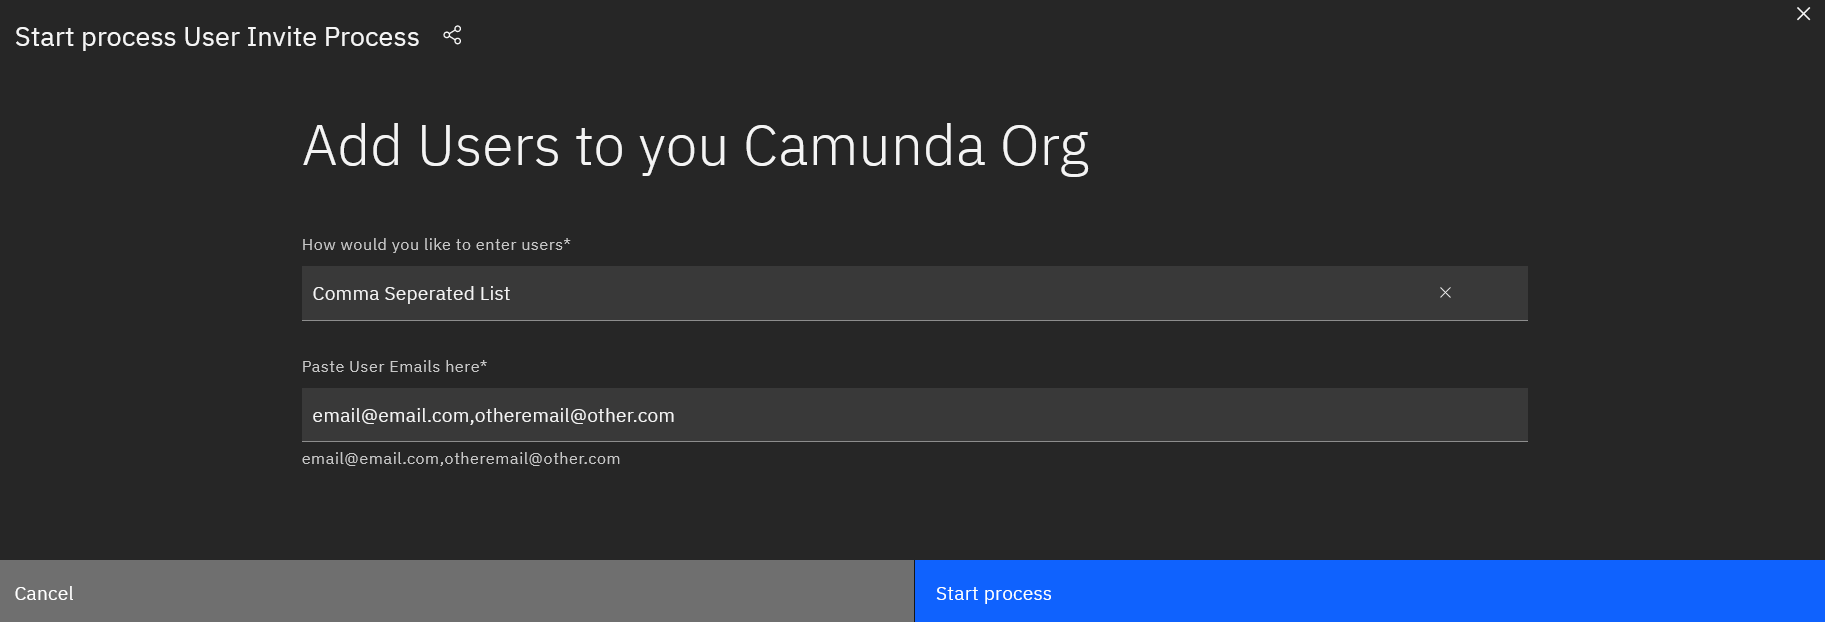 Start process User Invite Process
Add Users to you Camunda Org
How would you like to enter users*
Comma Seperated List
Paste User Emails here*
email@email.com,otheremail@other.com
email@email.com,otheremail@other.com
Cancel
Start process